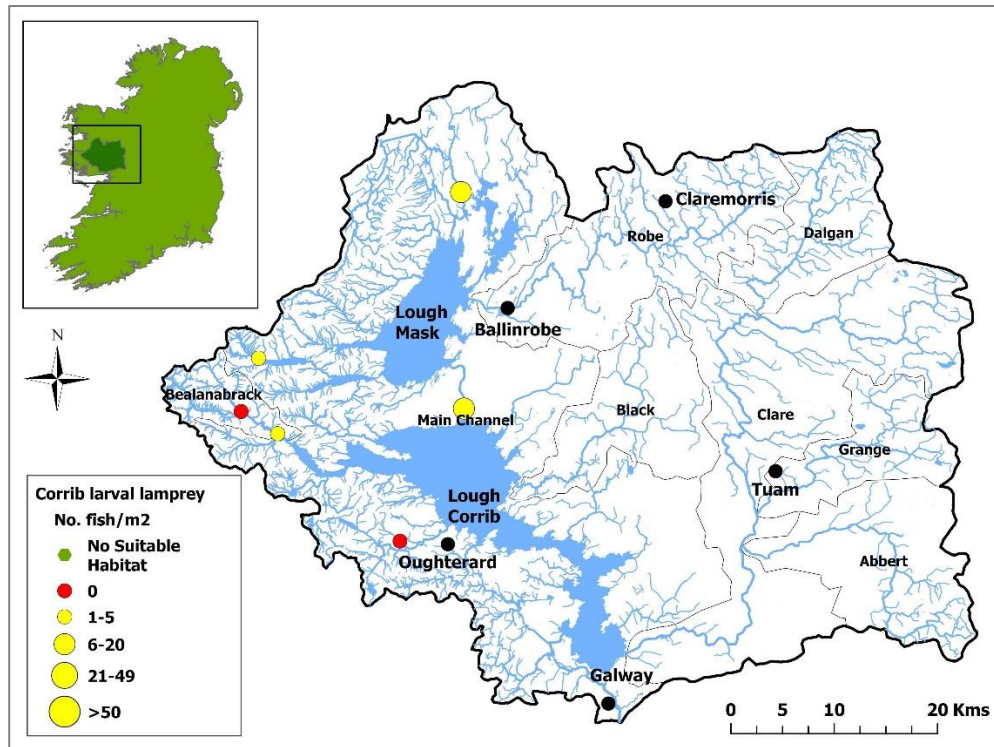 Claremorris
Robe
Dalgan
Lough
Mask
Ballinrobe
N
Bealanabrack
Main Channel
Black
Clare
Grange
Tuam
Lough
Corrib
Oughterard
Abbert
Galway
Corrib larval lamprey
No. fish/m2
No Suitable
Habitat
0
1-5
6-20
21-49
>50
0 5 10 20 Kms